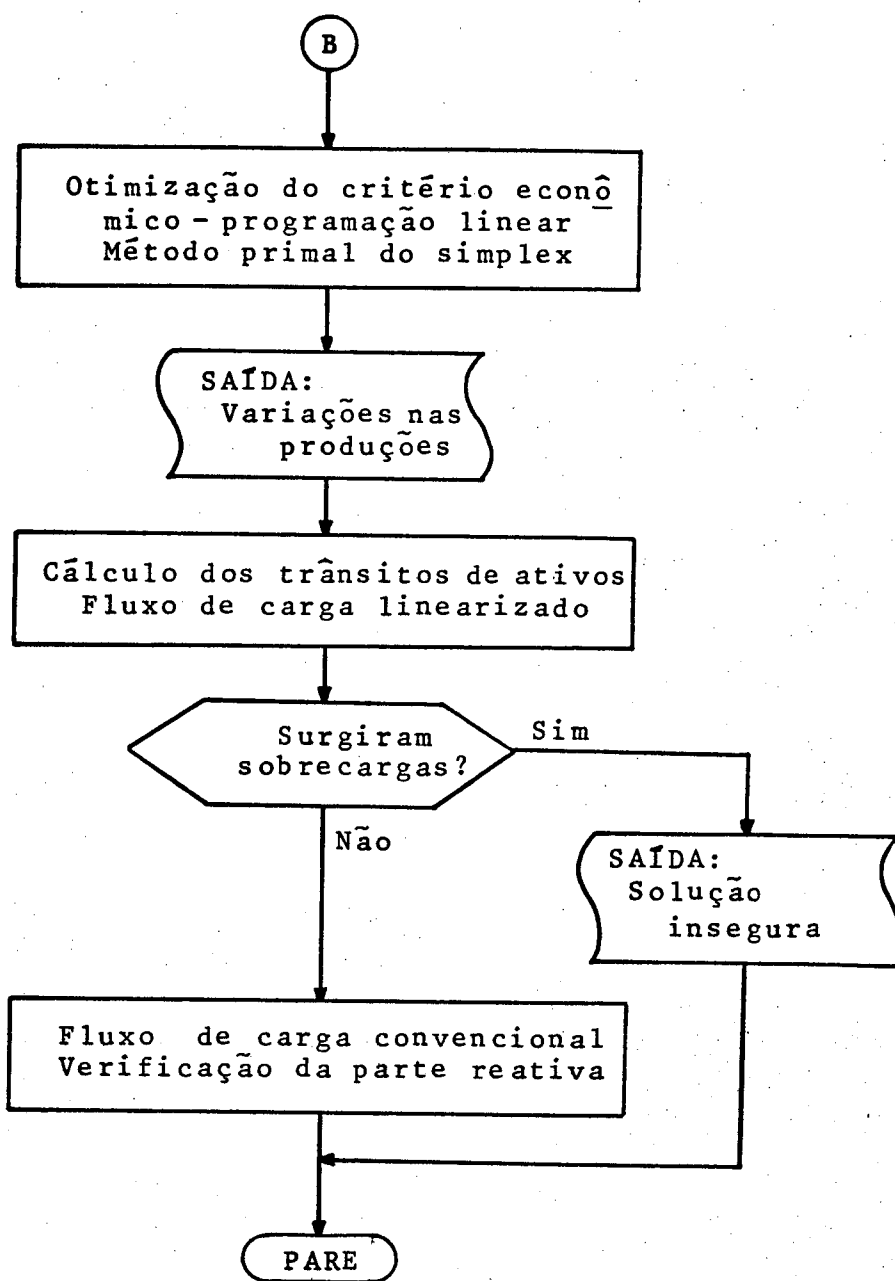 B
Otimização do critério econô
mico - programação linear
Método primal do simplex
SAÍDA:
Variações nas
produções
Cálculo dos trânsitos de ativos
Fluxo de carga linearizado
Surgiram
sobrecargas?
Sim
Não
SAÍDA:
Solução
insegura
Fluxo de carga convencional
Verificação da parte reativa
PARE